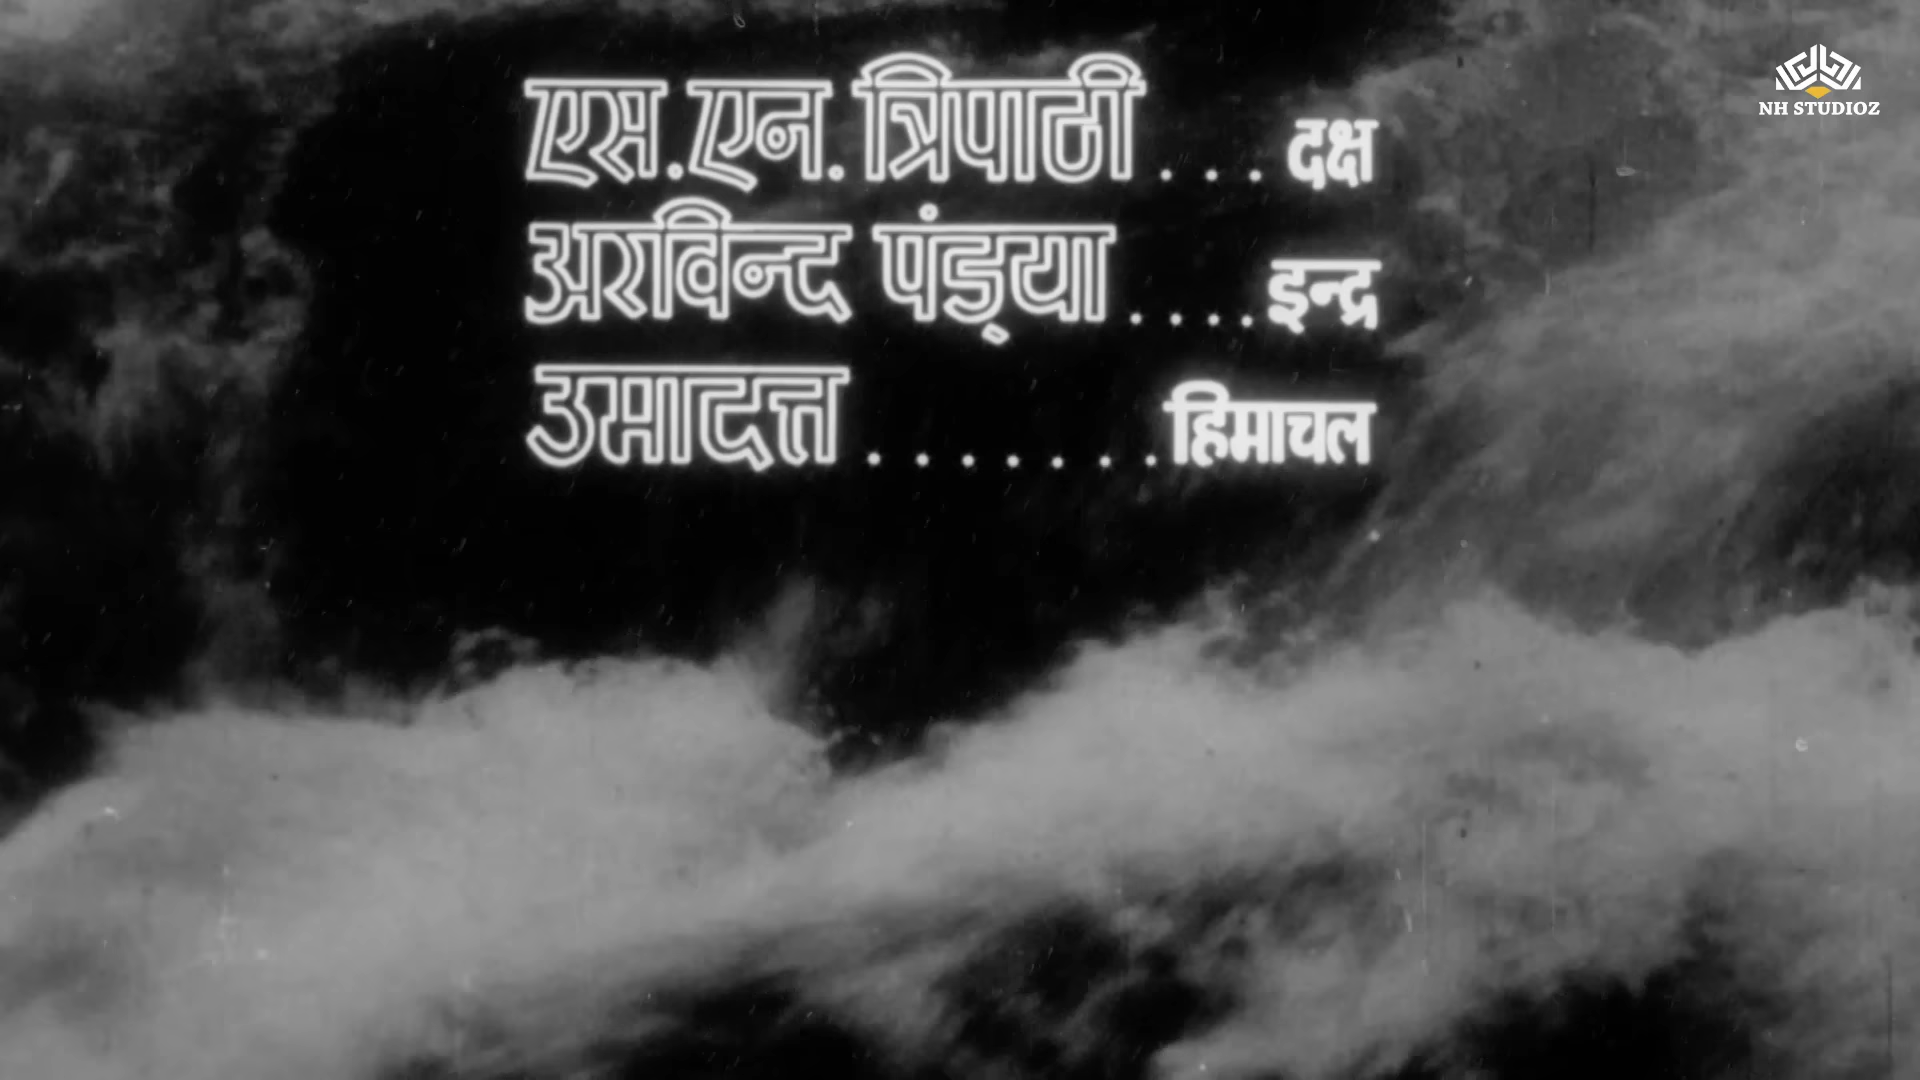 एस. एन. त्रिपाठी . . . दक्ष
अरविन्द पंड्या . . . . इन्द्र
उमादत्त . . . . . . . हिमाचल
NH STUDIOZ